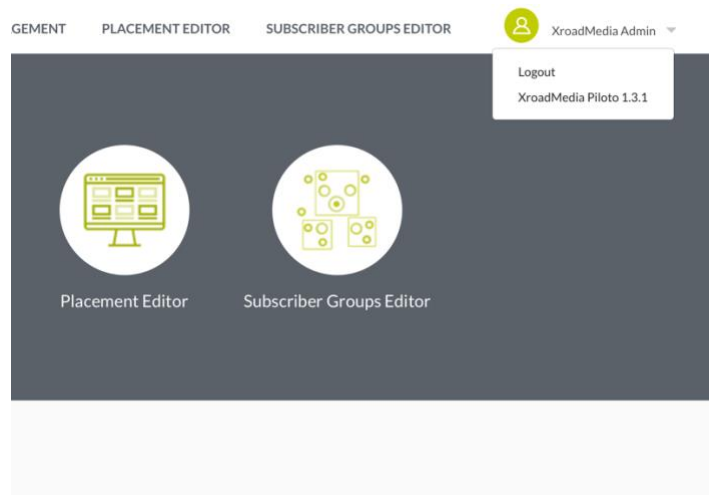 GEMENT PLACEMENT EDITOR SUBSCRIBER GROUPS EDITOR XroadMedia Admin
Logout
XroadMedia Piloto 1.3.1
Placement Editor Subscriber Groups Editor